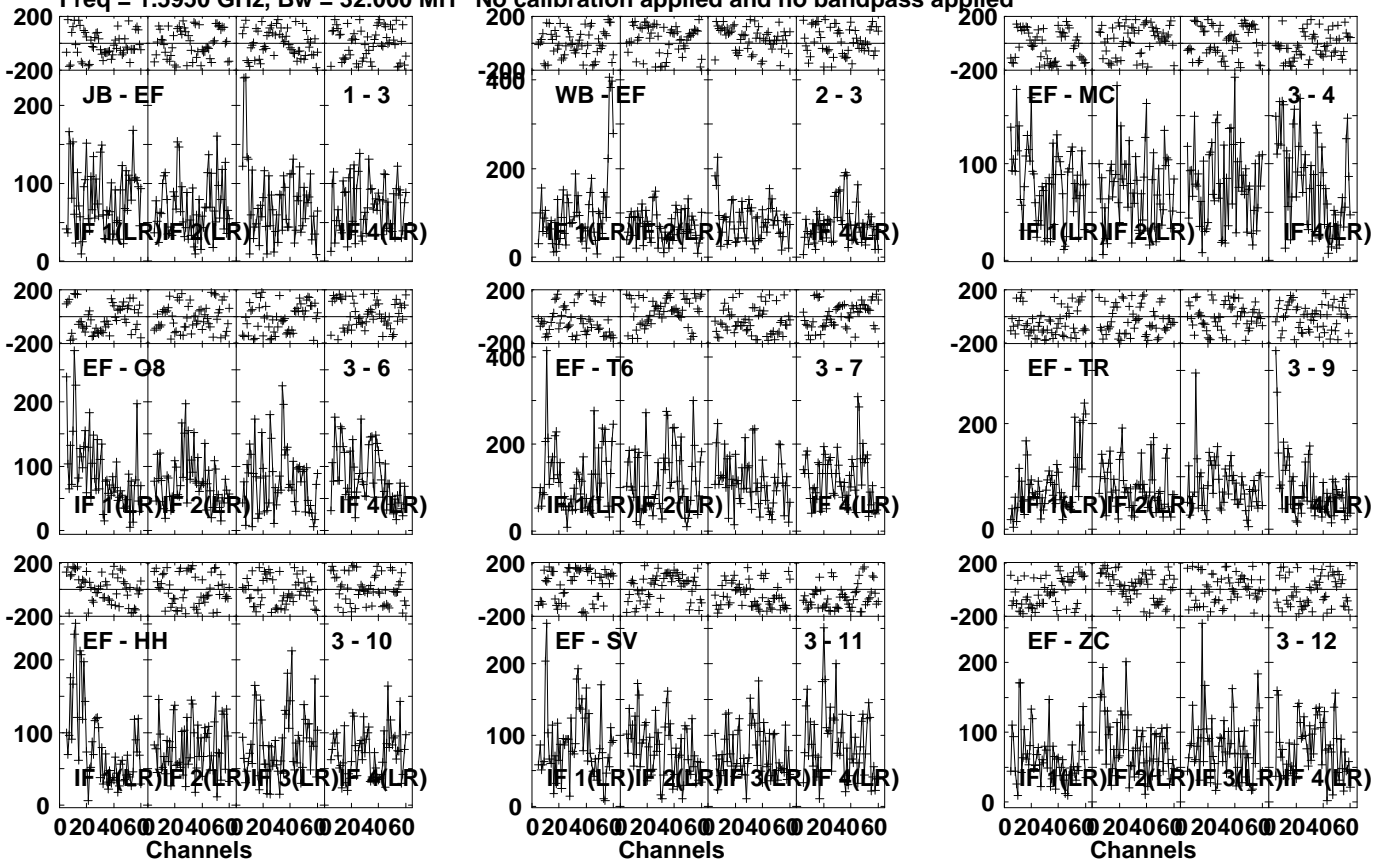 Freq = 1.5950 GHz, Bw = 32.000 MH No calibration applied and no bandpass applied
200
-200
JB - EF 1 - 3
200
100
0
IF 1(LR) IF 2(LR) IF 4(LR)
200
-200
400
WB - EF 2 - 3
200
0
IF 1(LR) IF 2(LR) IF 4(LR)
200
-200
EF - MC 3 - 4
100
0
IF 1(LR) IF 2(LR) IF 4(LR)
200
-200
EF - O8 3 - 6
200
100
0
IF 1(LR) IF 2(LR) IF 4(LR)
200
-200
400
EF - T6 3 - 7
200
0
IF 1(LR) IF 2(LR) IF 4(LR)
200
-200
EF - TR 3 - 9
200
0
IF 1(LR) IF 2(LR) IF 4(LR)
200
-200
EF - HH 3 - 10
200
100
0
IF 1(LR) IF 2(LR) IF 3(LR) IF 4(LR)
0 20 40 60 0 20 40 60 0 20 40 60 0 20 40 60
Channels
200
-200
EF - SV 3 - 11
200
100
0
IF 1(LR) IF 2(LR) IF 3(LR) IF 4(LR)
0 20 40 60 0 20 40 60 0 20 40 60 0 20 40 60
Channels
200
-200
EF - ZC 3 - 12
200
100
0
IF 1(LR) IF 2(LR) IF 3(LR) IF 4(LR)
0 20 40 60 0 20 40 60 0 20 40 60 0 20 40 60
Channels